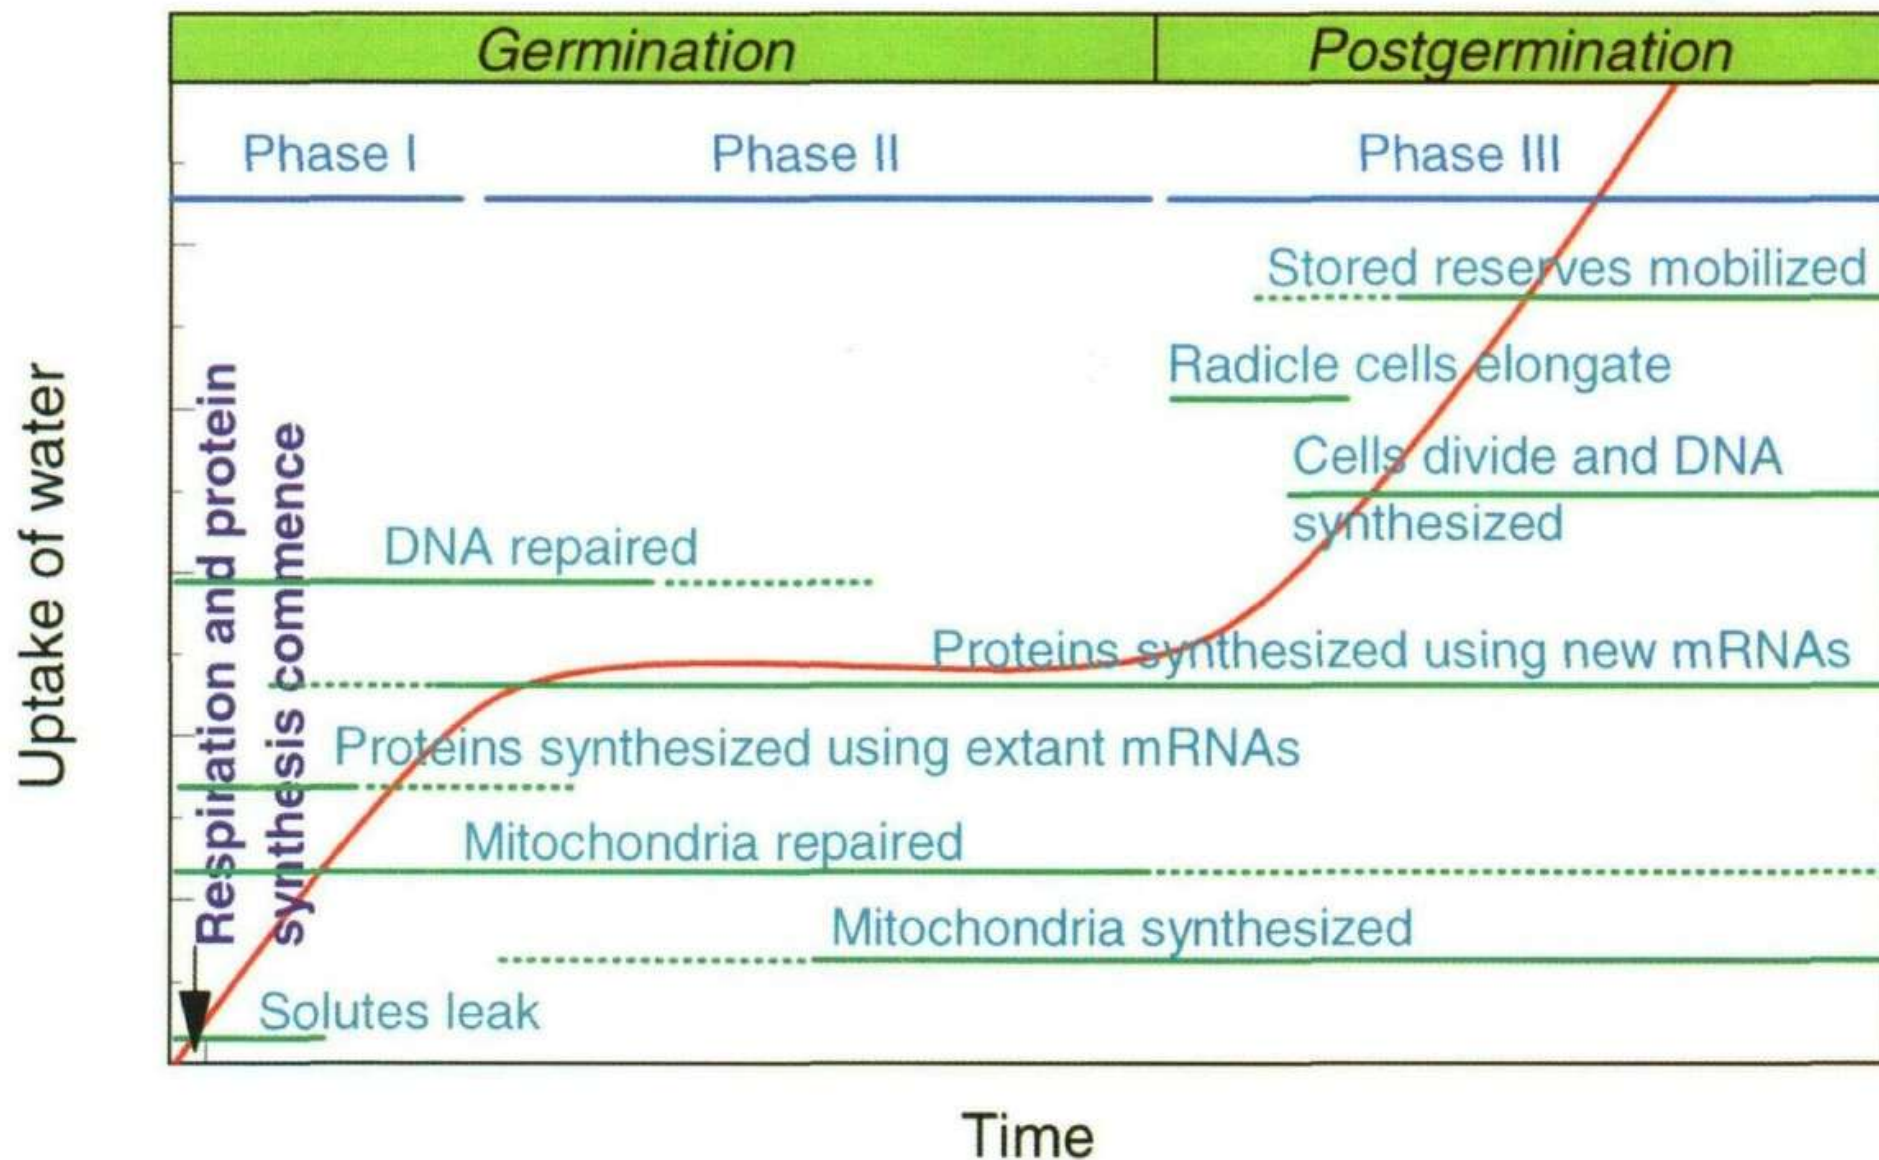 Germination
Postgermination
Phase I
Phase II
Phase III
Stored reserves mobilized
Radicle cells elongate
Cells divide and DNA
synthesized
DNA repaired
Proteins synthesized using new mRNAs
Proteins synthesized using extant mRNAs
Mitochondria repaired
Mitochondria synthesized
Solutes leak
Respiration and protein
synthesis commence
Uptake of water
Time